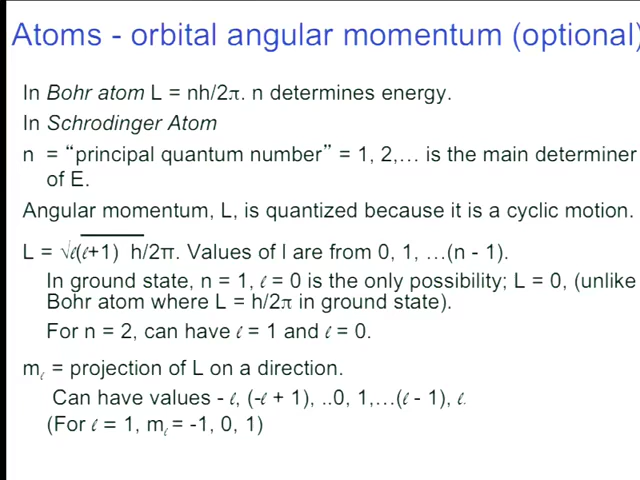 Atoms - orbital angular momentum (optional)
In Bohr atom L = nh/2π. n determines energy.
In Schrodinger Atom
n = “principal quantum number” = 1, 2,... is the main determiner
of E.
Angular momentum, L, is quantized because it is a cyclic motion.
L = √ℓ(ℓ+1) h/2π. Values of l are from 0, 1, …(n - 1).
In ground state, n = 1, ℓ = 0 is the only possibility; L = 0, (unlike
Bohr atom where L = h/2π in ground state).
For n = 2, can have ℓ = 1 and ℓ = 0.
mℓ = projection of L on a direction.
Can have values - ℓ, (-ℓ + 1), ..0, 1,…(ℓ - 1), ℓ.
(For ℓ = 1, mℓ = -1, 0, 1)